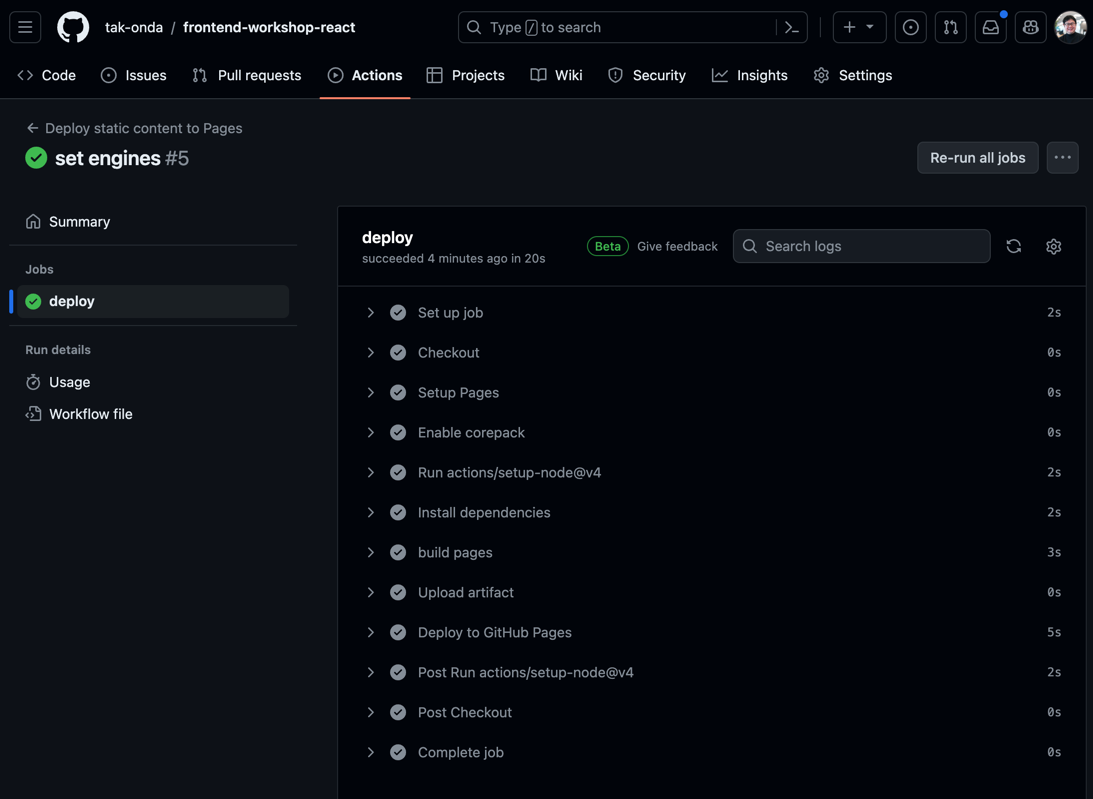 tak-onda / frontend-workshop-react
Type / to search
Code Issues Pull requests Actions Projects Wiki Security Insights Settings
Deploy static content to Pages
set engines #5
Re-run all jobs
Summary
Jobs
deploy
Run details
Usage
Workflow file
deploy
succeeded 4 minutes ago in 20s
Beta Give feedback
Search logs
Set up job 2s
Checkout 0s
Setup Pages 0s
Enable corepack 0s
Run actions/setup-node@v4 2s
Install dependencies 2s
build pages 3s
Upload artifact 0s
Deploy to GitHub Pages 5s
Post Run actions/setup-node@v4 2s
Post Checkout 0s
Complete job 0s